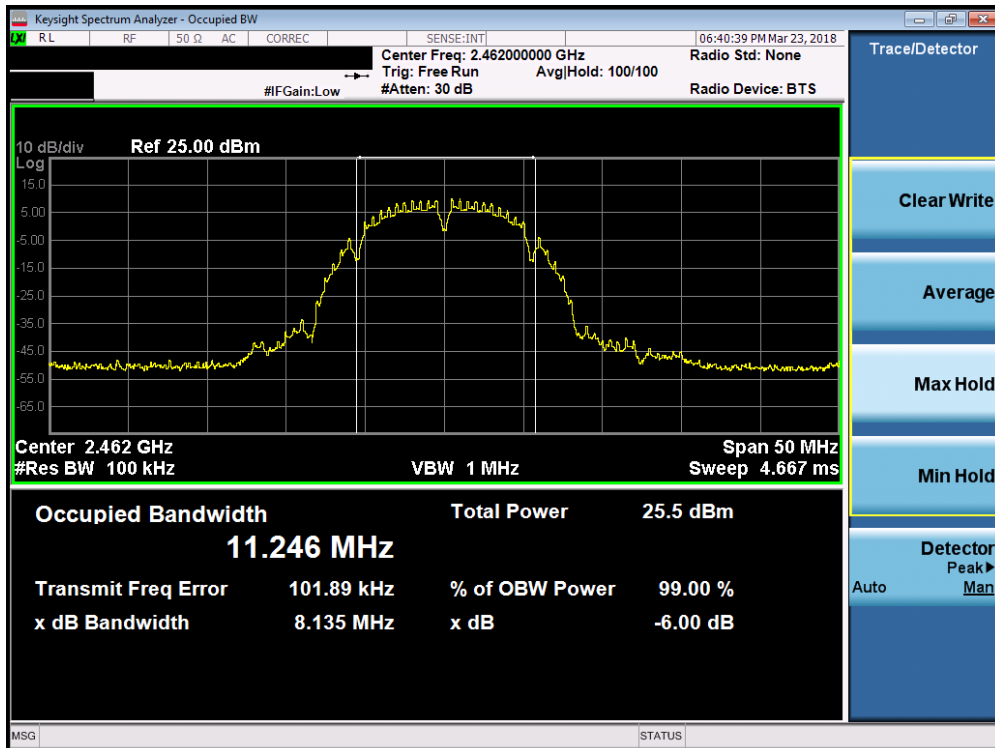 Keysight Spectrum Analyzer - Occupied BW
LXI RL RF 50 Ω AC CORREC SENSE:INT 06:40:39 PM Mar 23, 2018
Center Freq: 2.462000000 GHz Radio Std: None
Trig: Free Run Avg|Hold: 100/100
#IFGain:Low #Atten: 30 dB Radio Device: BTS
10 dB/div Ref 25.00 dBm
Log
15.0
5.00
-5.00
-15.0
-25.0
-35.0
-45.0
-55.0
-65.0
Center 2.462 GHz Span 50 MHz
#Res BW 100 kHz VBW 1 MHz Sweep 4.667 ms
Occupied Bandwidth Total Power 25.5 dBm
11.246 MHz
Transmit Freq Error 101.89 kHz % of OBW Power 99.00 %
x dB Bandwidth 8.135 MHz x dB -6.00 dB
MSG STATUS
Trace/Detector
Clear Write
Average
Max Hold
Min Hold
Detector
Peak▶
Auto Man